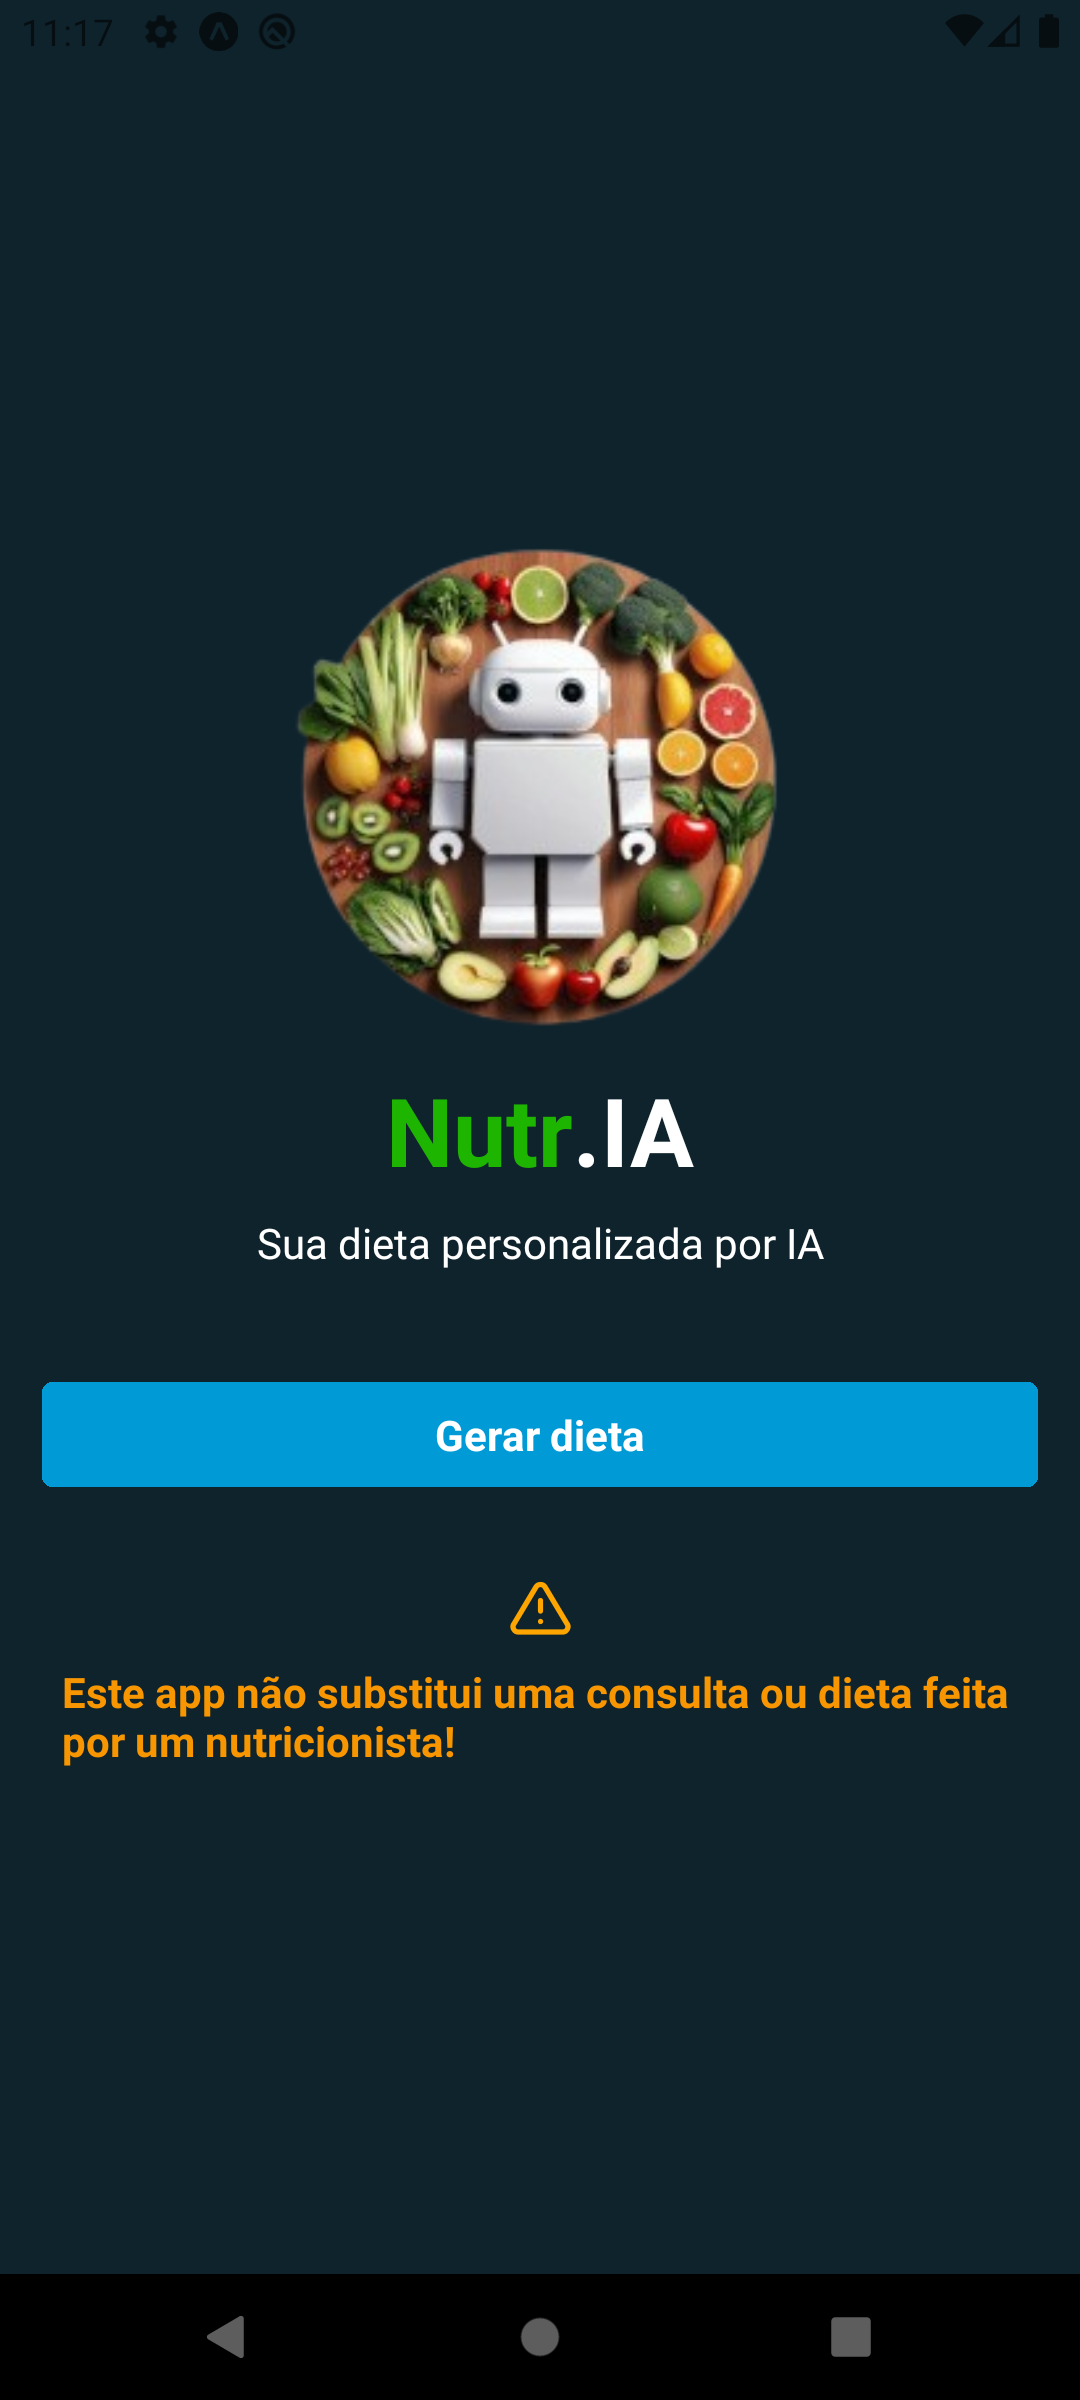 11:17
Nutr.IA
Sua dieta personalizada por IA
Gerar dieta
Este app não substitui uma consulta ou dieta feita
por um nutricionista!